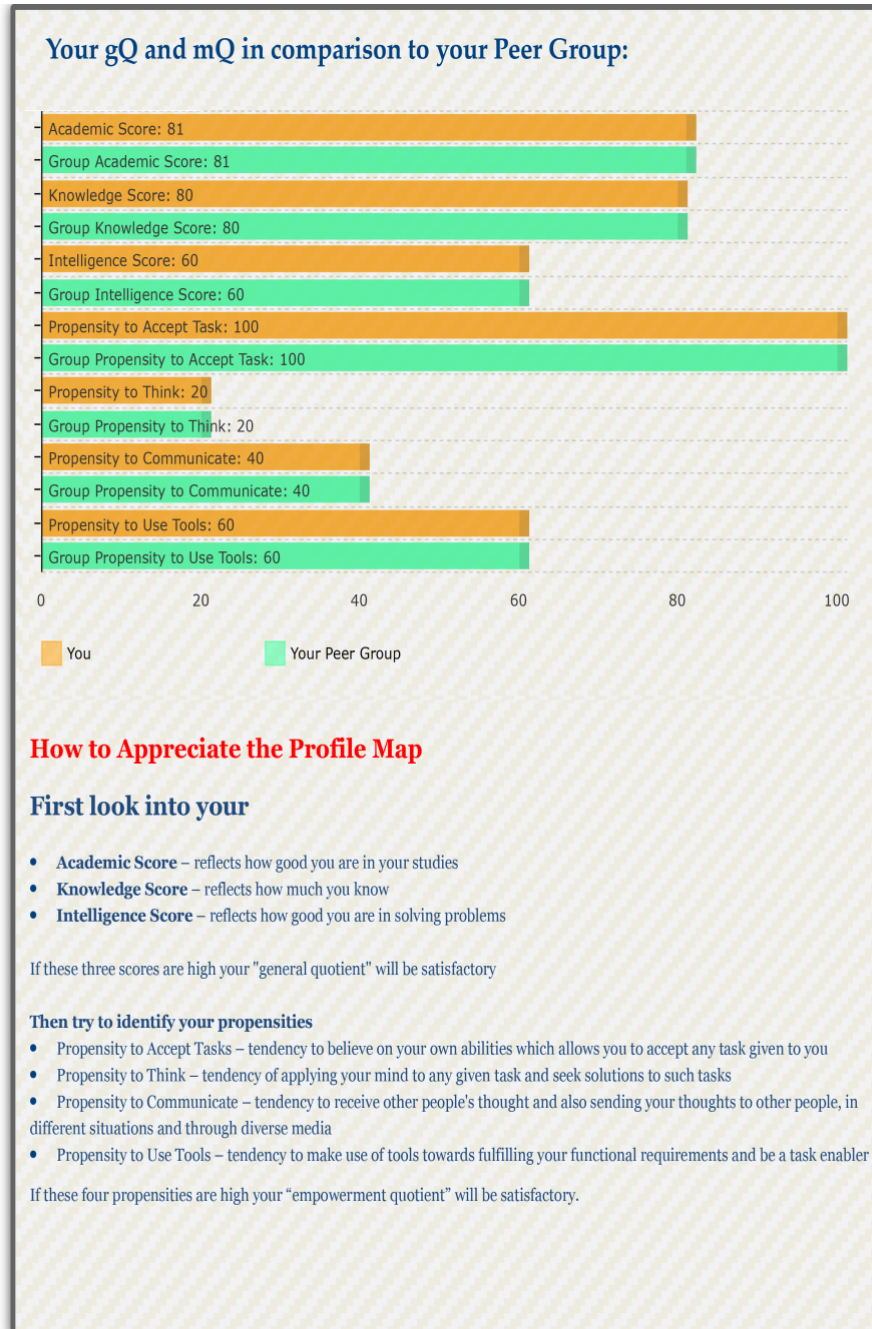 Your gQ and mQ in comparison to your Peer Group:
Academic Score: 81
Group Academic Score: 81
Knowledge Score: 80
Group Knowledge Score: 80
Intelligence Score: 60
Group Intelligence Score: 60
Propensity to Accept Task: 100
Group Propensity to Accept Task: 100
Propensity to Think: 20
Group Propensity to Think: 20
Propensity to Communicate: 40
Group Propensity to Communicate: 40
Propensity to Use Tools: 60
Group Propensity to Use Tools: 60
0 20 40 60 80 100
You Your Peer Group
How to Appreciate the Profile Map
First look into your
• Academic Score – reflects how good you are in your studies
• Knowledge Score – reflects how much you know
• Intelligence Score – reflects how good you are in solving problems
If these three scores are high your "general quotient" will be satisfactory
Then try to identify your propensities
• Propensity to Accept Tasks – tendency to believe on your own abilities which allows you to accept any task given to you
• Propensity to Think – tendency of applying your mind to any given task and seek solutions to such tasks
• Propensity to Communicate – tendency to receive other people's thought and also sending your thoughts to other people, in
different situations and through diverse media
• Propensity to Use Tools – tendency to make use of tools towards fulfilling your functional requirements and be a task enabler
If these four propensities are high your “empowerment quotient” will be satisfactory.